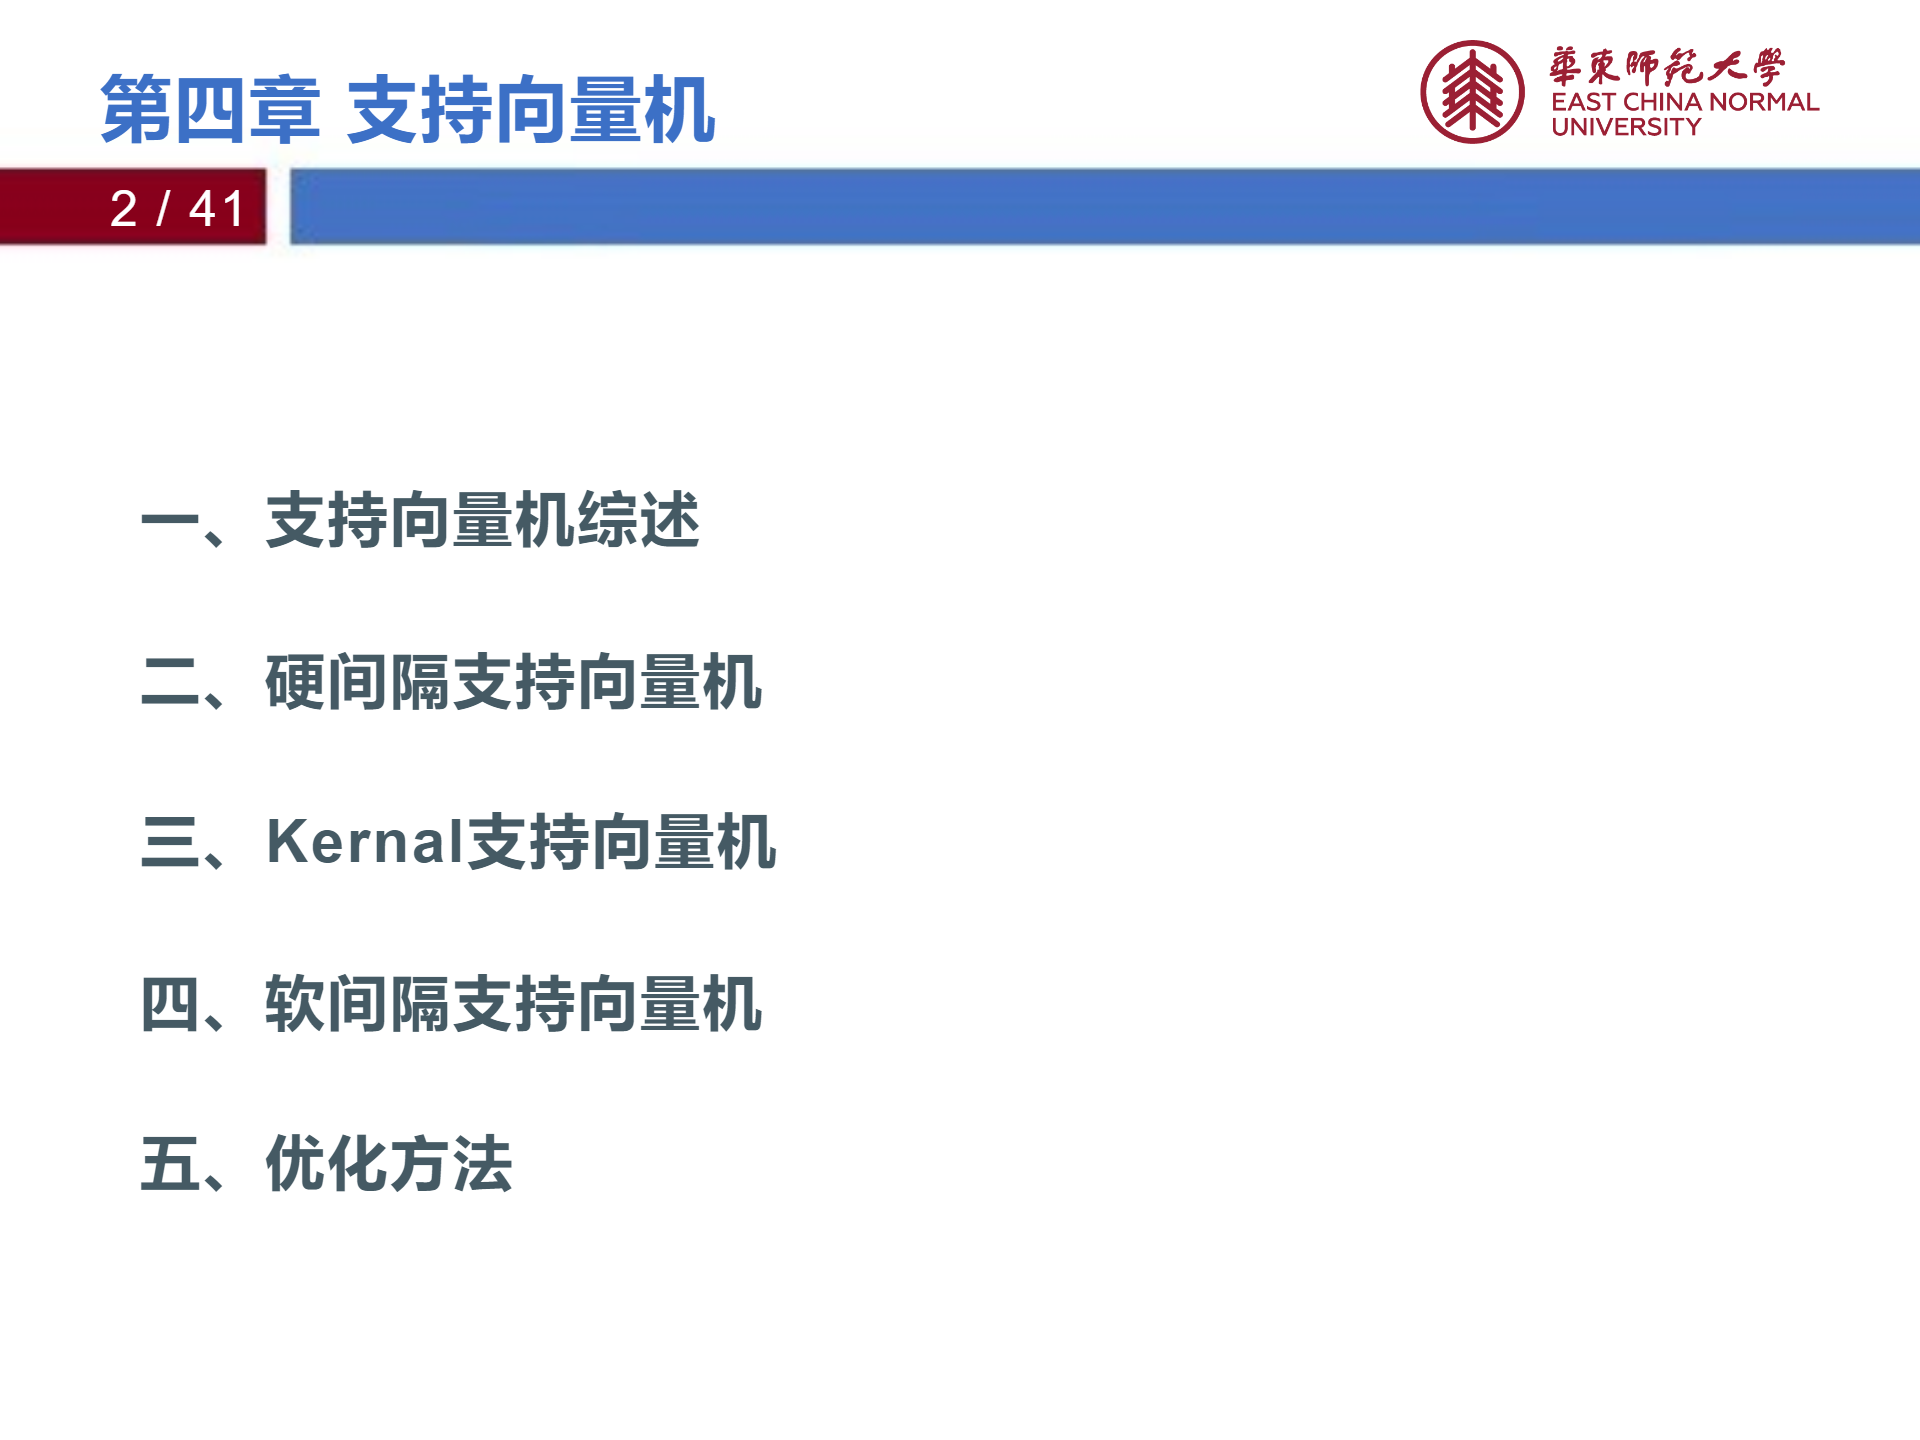 第四章 支持向量机
華東師範大學
EAST CHINA NORMAL
UNIVERSITY
2 / 41
一、支持向量机综述
二、硬间隔支持向量机
三、Kernal支持向量机
四、软间隔支持向量机
五、优化方法